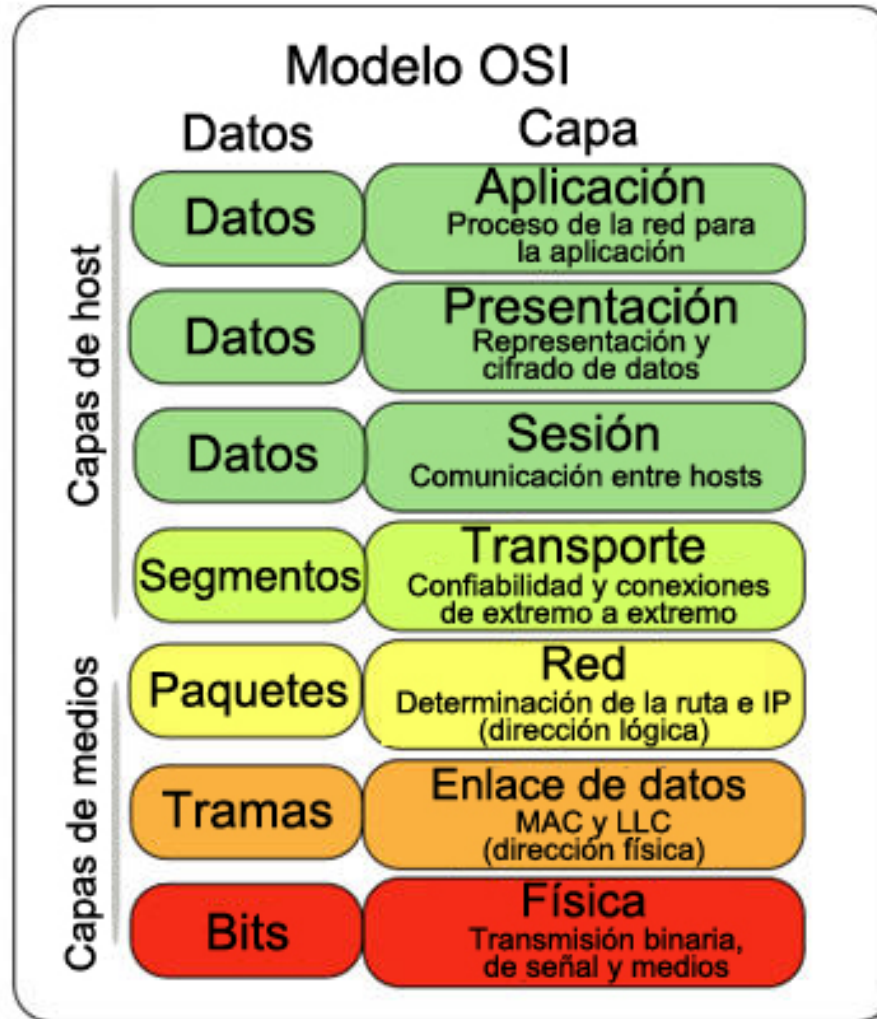 Modelo OSI
Datos
Capa
Capas de host
Datos
Aplicación
Proceso de la red para
la aplicación
Datos
Presentación
Representación y
cifrado de datos
Datos
Sesión
Comunicación entre hosts
Segmentos
Transporte
Confiabilidad y conexiones
de extremo a extremo
Capas de medios
Paquetes
Red
Determinación de la ruta e IP
(dirección lógica)
Tramas
Enlace de datos
MAC y LLC
(dirección física)
Bits
Física
Transmisión binaria,
de señal y medios